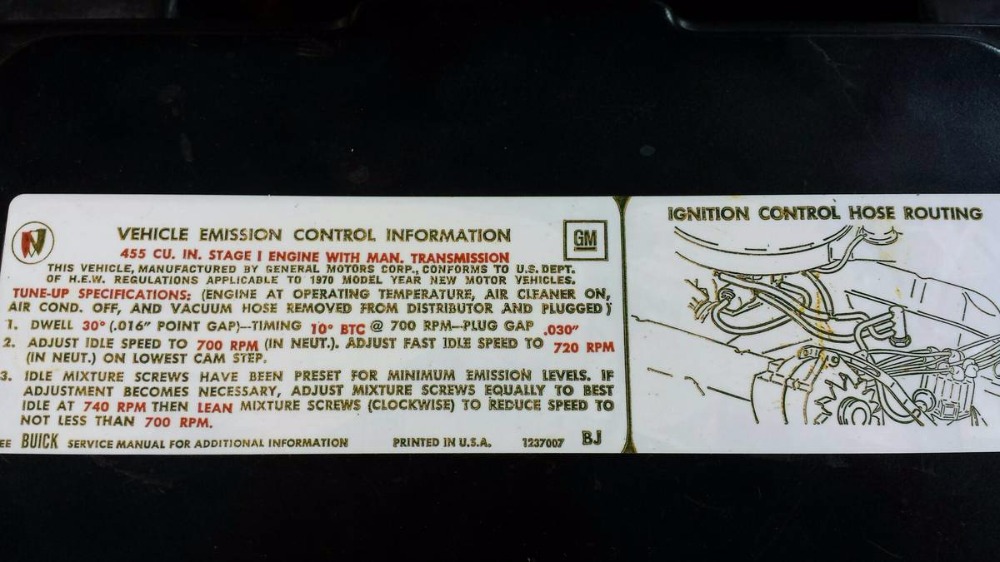 VEHICLE EMISSION CONTROL INFORMATION
GM
455 CU. IN. STAGE I ENGINE WITH MAN. TRANSMISSION
THIS VEHICLE, MANUFACTURED BY GENERAL MOTORS CORP., CONFORMS TO U.S. DEPT.
OF H.E.W. REGULATIONS APPLICABLE TO 1970 MODEL YEAR NEW MOTOR VEHICLES.
TUNE-UP SPECIFICATIONS: (ENGINE AT OPERATING TEMPERATURE, AIR CLEANER ON,
AIR COND. OFF, AND VACUUM HOSE REMOVED FROM DISTRIBUTOR AND PLUGGED)
1. DWELL 30° (.016" POINT GAP)—TIMING 10° BTC @ 700 RPM—PLUG GAP .030"
2. ADJUST IDLE SPEED TO 700 RPM (IN NEUT.). ADJUST FAST IDLE SPEED TO 720 RPM
(IN NEUT.) ON LOWEST CAM STEP.
3. IDLE MIXTURE SCREWS HAVE BEEN PRESET FOR MINIMUM EMISSION LEVELS. IF
ADJUSTMENT BECOMES NECESSARY, ADJUST MIXTURE SCREWS EQUALLY TO BEST
IDLE AT 740 RPM THEN LEAN MIXTURE SCREWS (CLOCKWISE) TO REDUCE SPEED TO
NOT LESS THAN 700 RPM.
EE BUICK SERVICE MANUAL FOR ADDITIONAL INFORMATION PRINTED IN U.S.A. 1237007 BJ
IGNITION CONTROL HOSE ROUTING